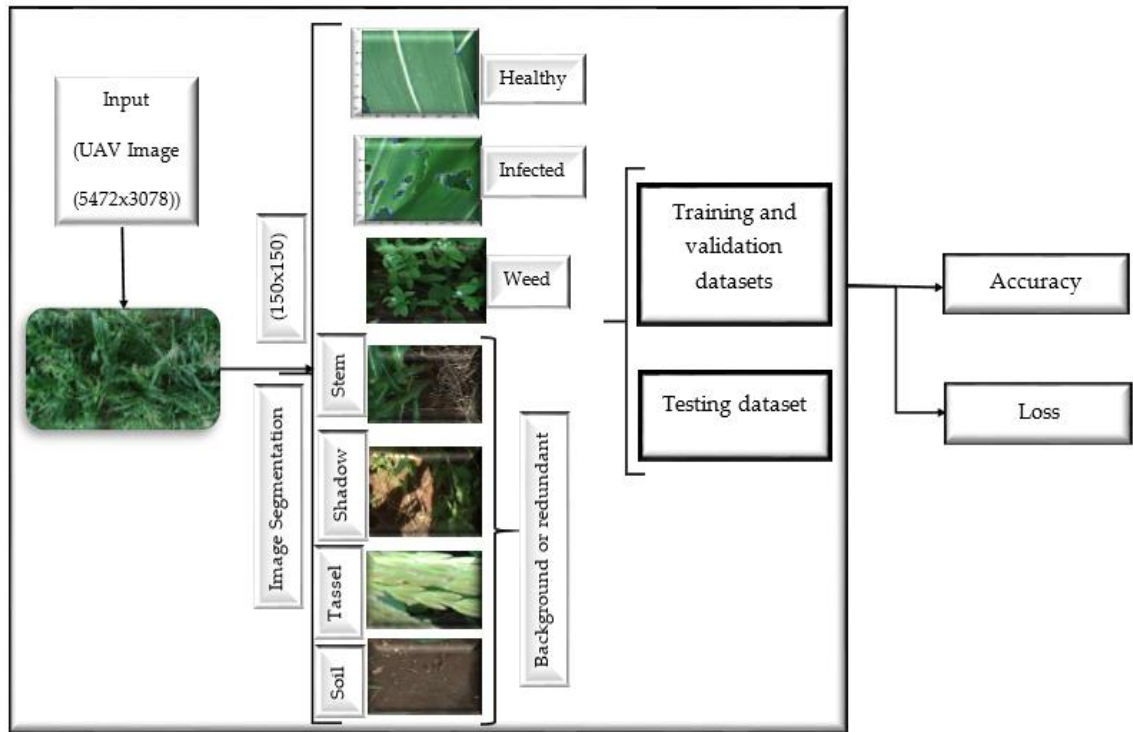 Input
(UAV Image
(5472x3078))
(150x150)
Image Segmentation
Healthy
Infected
Weed
Stem
Shadow
Tassel
Soil
Background or redundant
Training and
validation
datasets
Testing dataset
Accuracy
Loss